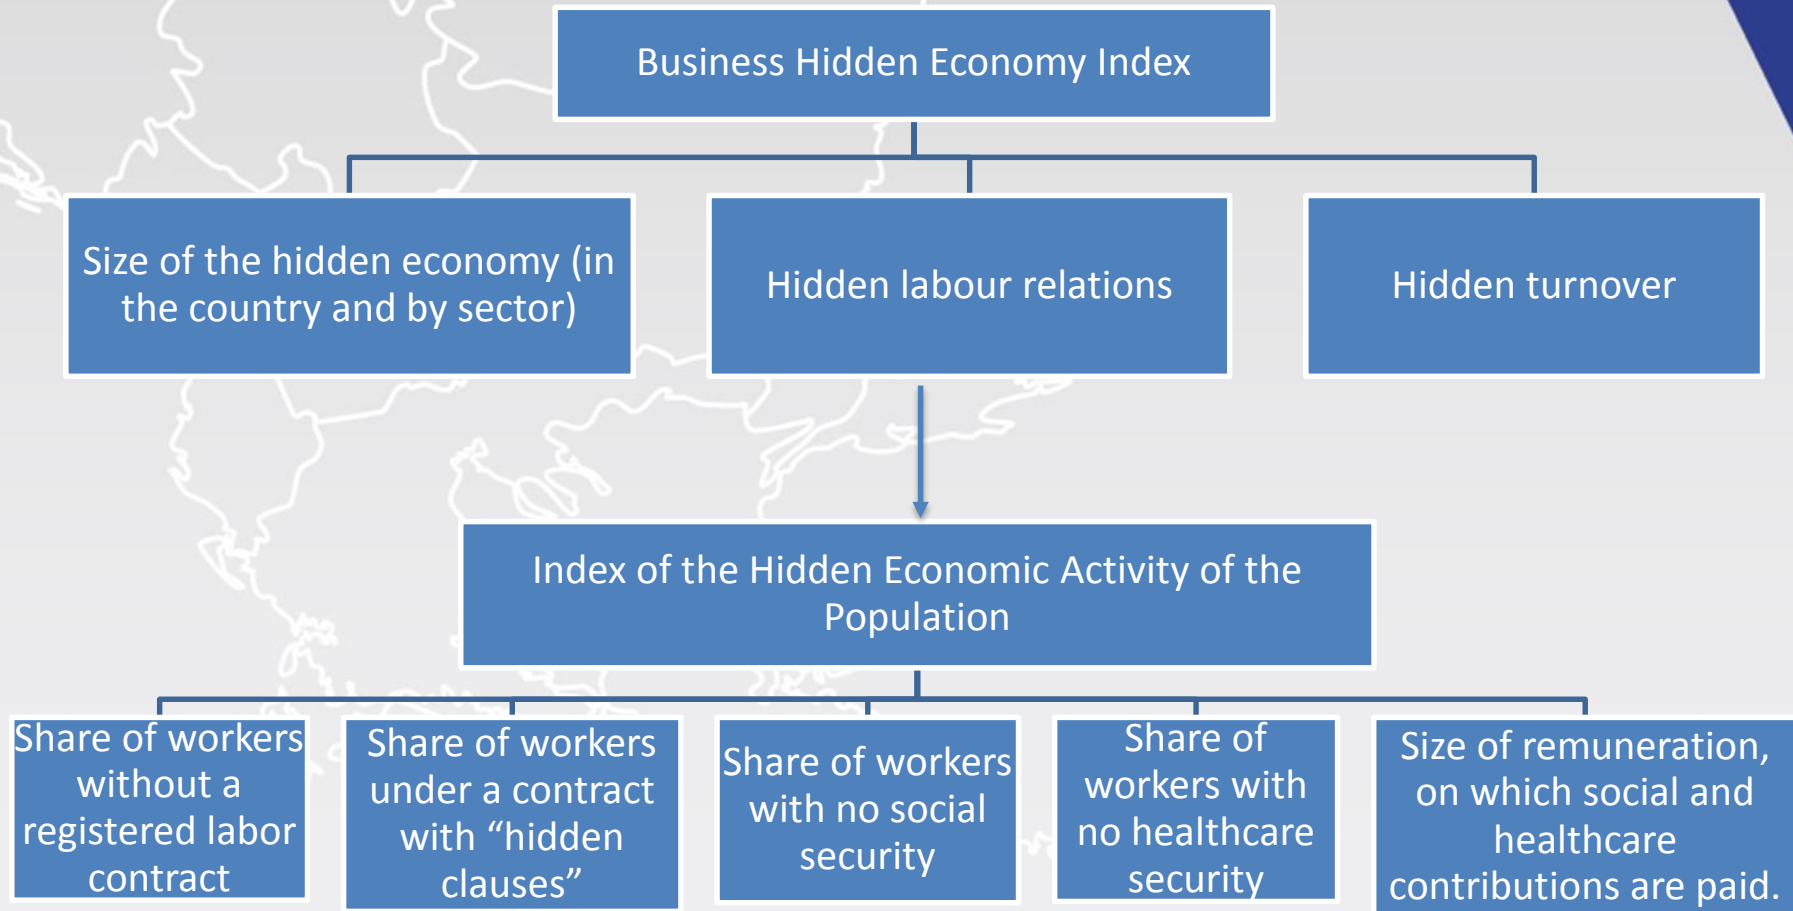 Business Hidden Economy Index
Size of the hidden economy (in
the country and by sector)
Hidden labour relations
Hidden turnover
Index of the Hidden Economic Activity of the
Population
Share of workers
without a
registered labor
contract
Share of workers
under a contract
with “hidden
clauses”
Share of workers
with no social
security
Share of
workers with
no healthcare
security
Size of remuneration,
on which social and
healthcare
contributions are paid.